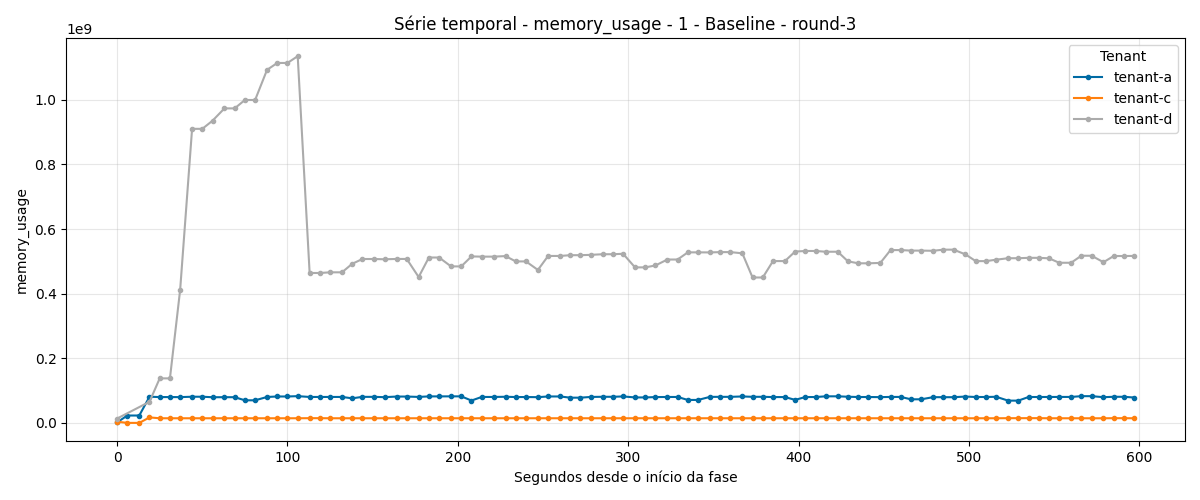 Série temporal - memory_usage - 1 - Baseline - round-3
1e9
Tenant
tenant-a
tenant-c
tenant-d
memory_usage
1.0
0.8
0.6
0.4
0.2
0.0
0 100 200 300 400 500 600
Segundos desde o início da fase